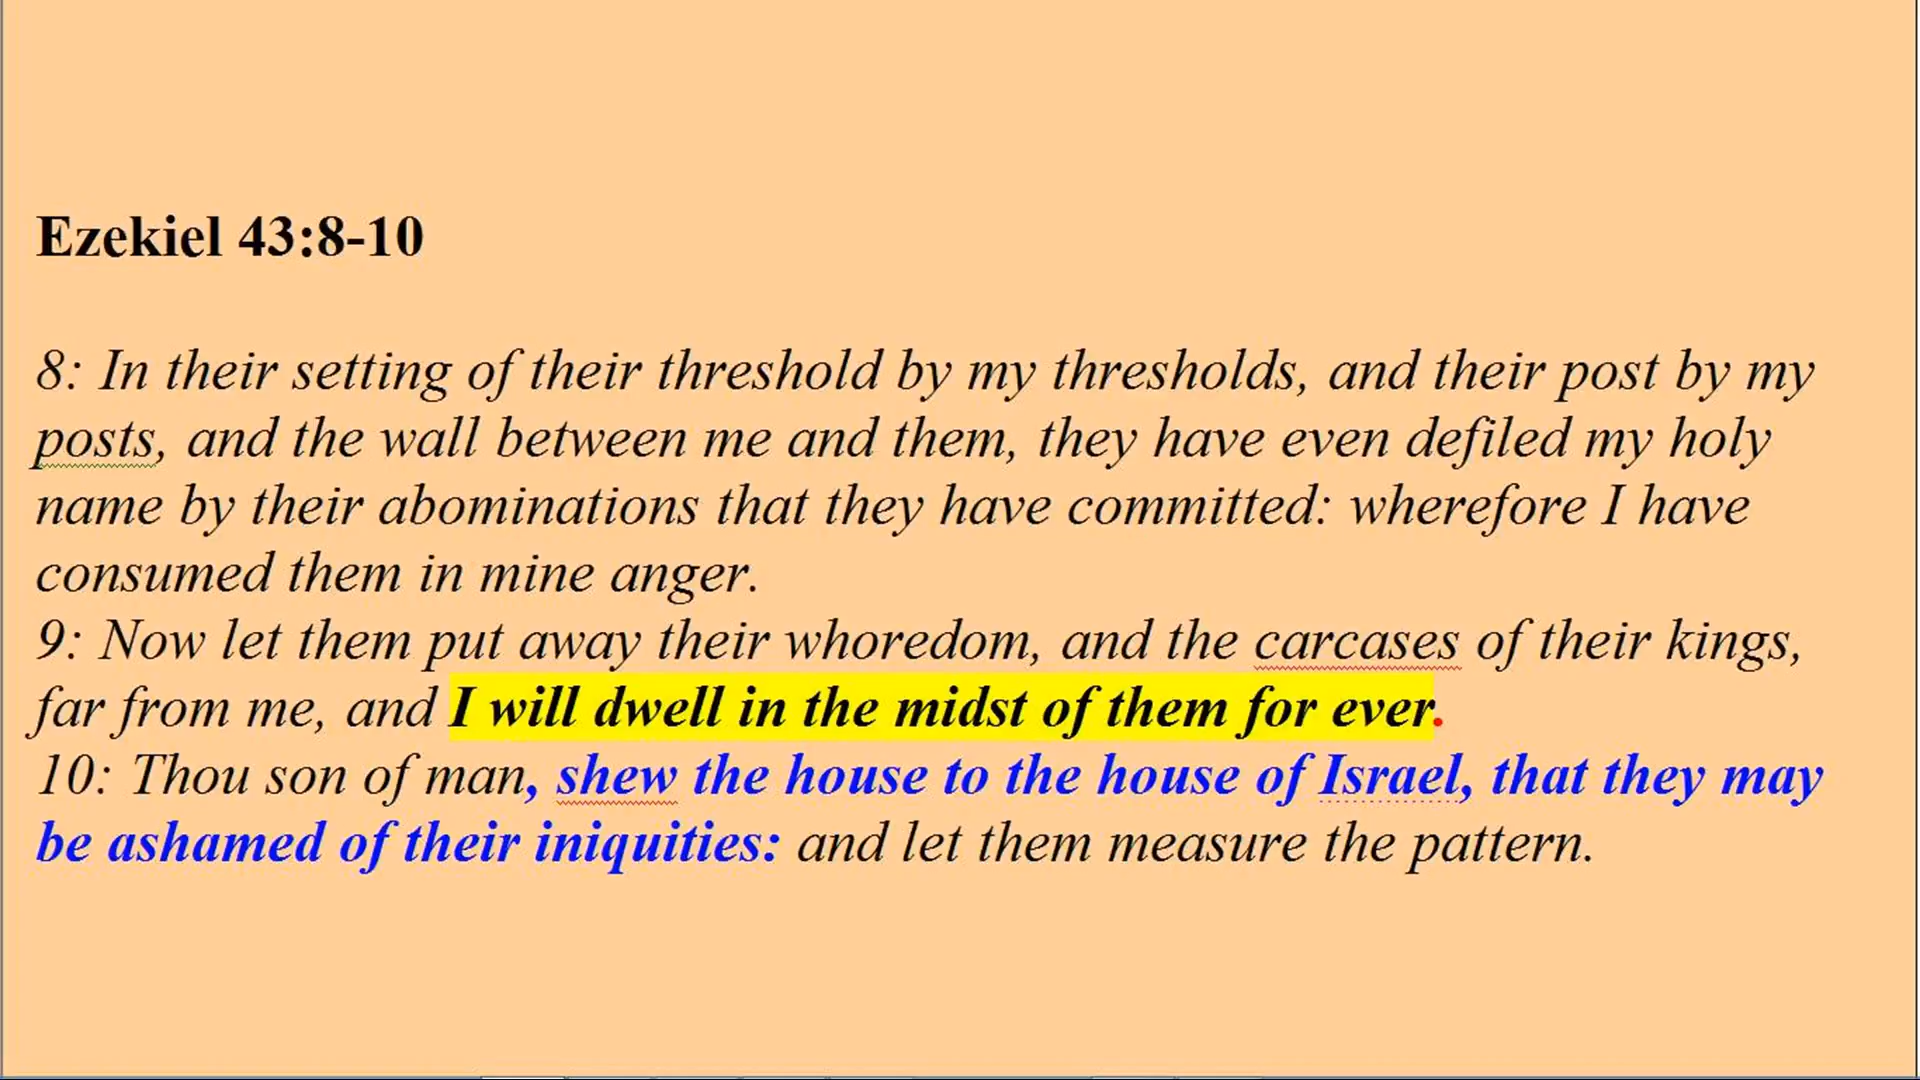 Ezekiel 43:8-10
8: In their setting of their threshold by my thresholds, and their post by my
posts, and the wall between me and them, they have even defiled my holy
name by their abominations that they have committed: wherefore I have
consumed them in mine anger.
9: Now let them put away their whoredom, and the carcases of their kings,
far from me, and I will dwell in the midst of them for ever.
10: Thou son of man, shew the house to the house of Israel, that they may
be ashamed of their iniquities: and let them measure the pattern.